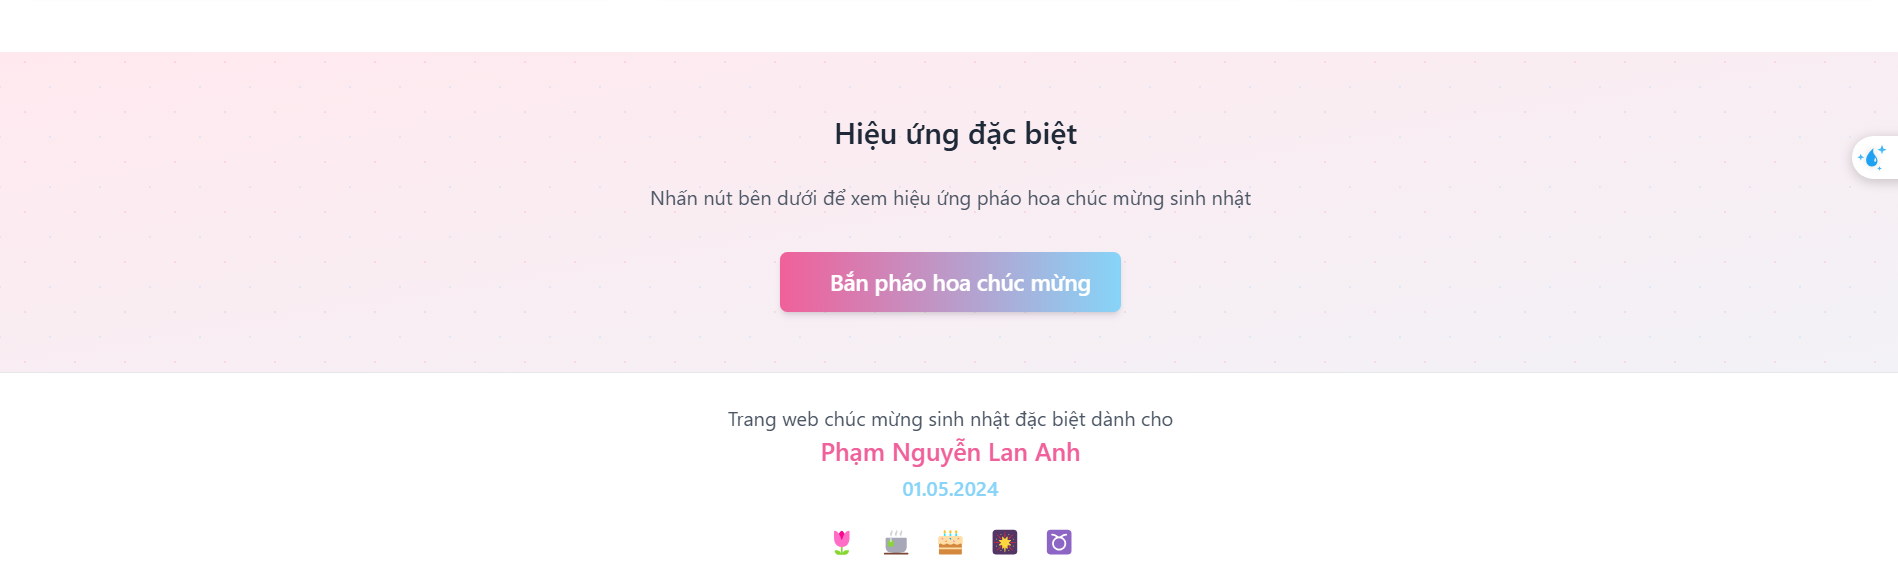 Hiệu ứng đặc biệt
Nhấn nút bên dưới để xem hiệu ứng pháo hoa chúc mừng sinh nhật
Bắn pháo hoa chúc mừng
Trang web chúc mừng sinh nhật đặc biệt dành cho
Phạm Nguyễn Lan Anh
01.05.2024